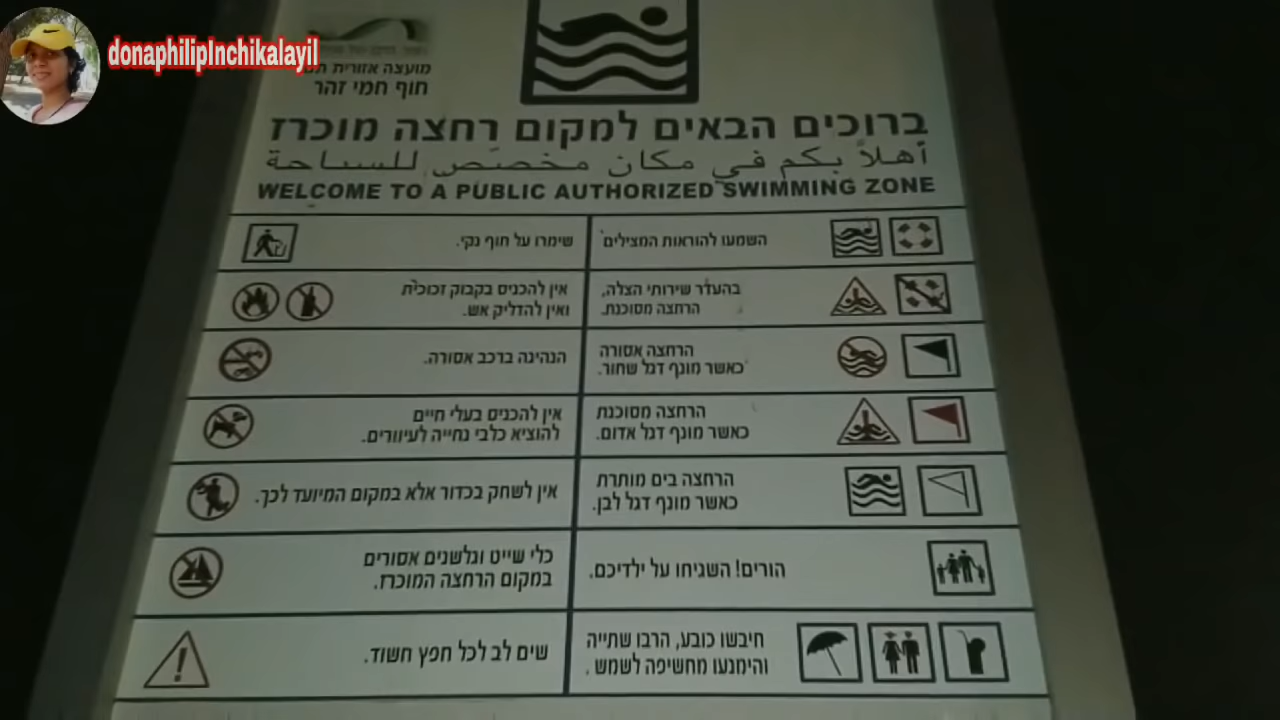 donaphilipInchikalayil
מועצה אזורית
חוף חמי זהר
ברוכים הבאים למקום רחצה מוכרז
أهلاً بكم في مكان مخصّص للسباحة
WELCOME TO A PUBLIC AUTHORIZED SWIMMING ZONE
השמעו להוראות המצילים
בהעדר שירותי הצלה,
הרחצה מסוכנת.
הרחצה אסורה
כאשר מונף דגל שחור.
הרחצה מסוכנת
כאשר מונף דגל אדום.
הרחצה בים מותרת
כאשר מונף דגל לבן.
הורים! השגיחו על ילדיכם.
חיבשו כובע, הרבו שתייה
והימנעו מחשיפה לשמש.
שימרו על חוף נקי.
אין להכניס בקבוק זכוכית
ואין להדליק אש.
הנהיגה ברכב אסורה.
אין להכניס בעלי חיים
להוציא כלבי נחייה לעיוורים.
אין לשחק בכדור אלא במקום המיועד לכך.
כלי שייט וגלשנים אסורים
במקום הרחצה המוכרז.
שים לב לכל חפץ חשוד.